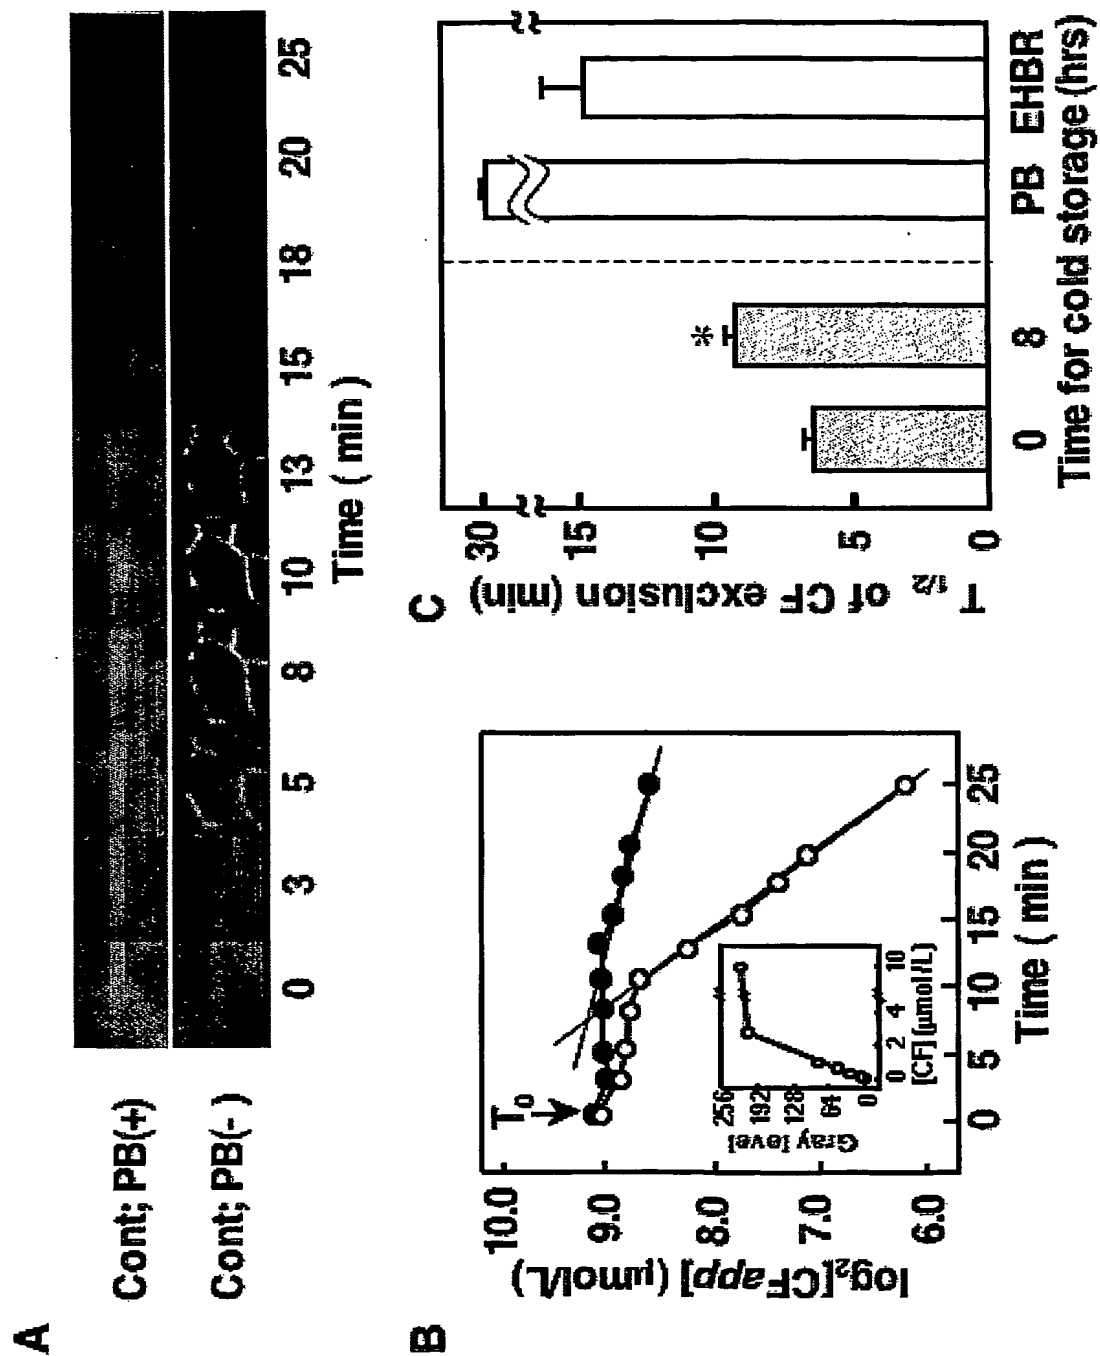 A
Cont; PB(+)
Cont; PB(-)
0 3 5 8 10 13 15 18 20 25
Time ( min )
B
log₂[CFapp] (μmol/L)
10.0
9.0
8.0
7.0
6.0
T₀
Gray level
256
192
128
64
0
0 2 4 10
[CF] [μmol/L]
0 5 10 15 20 25
Time ( min )
C
T 1/2 of CF exclusion (min)
30
15
10
5
0
*
0 8 PB EHBR
Time for cold storage (hrs)